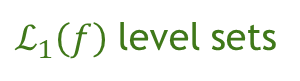 ℒ₁(𝑓) level sets